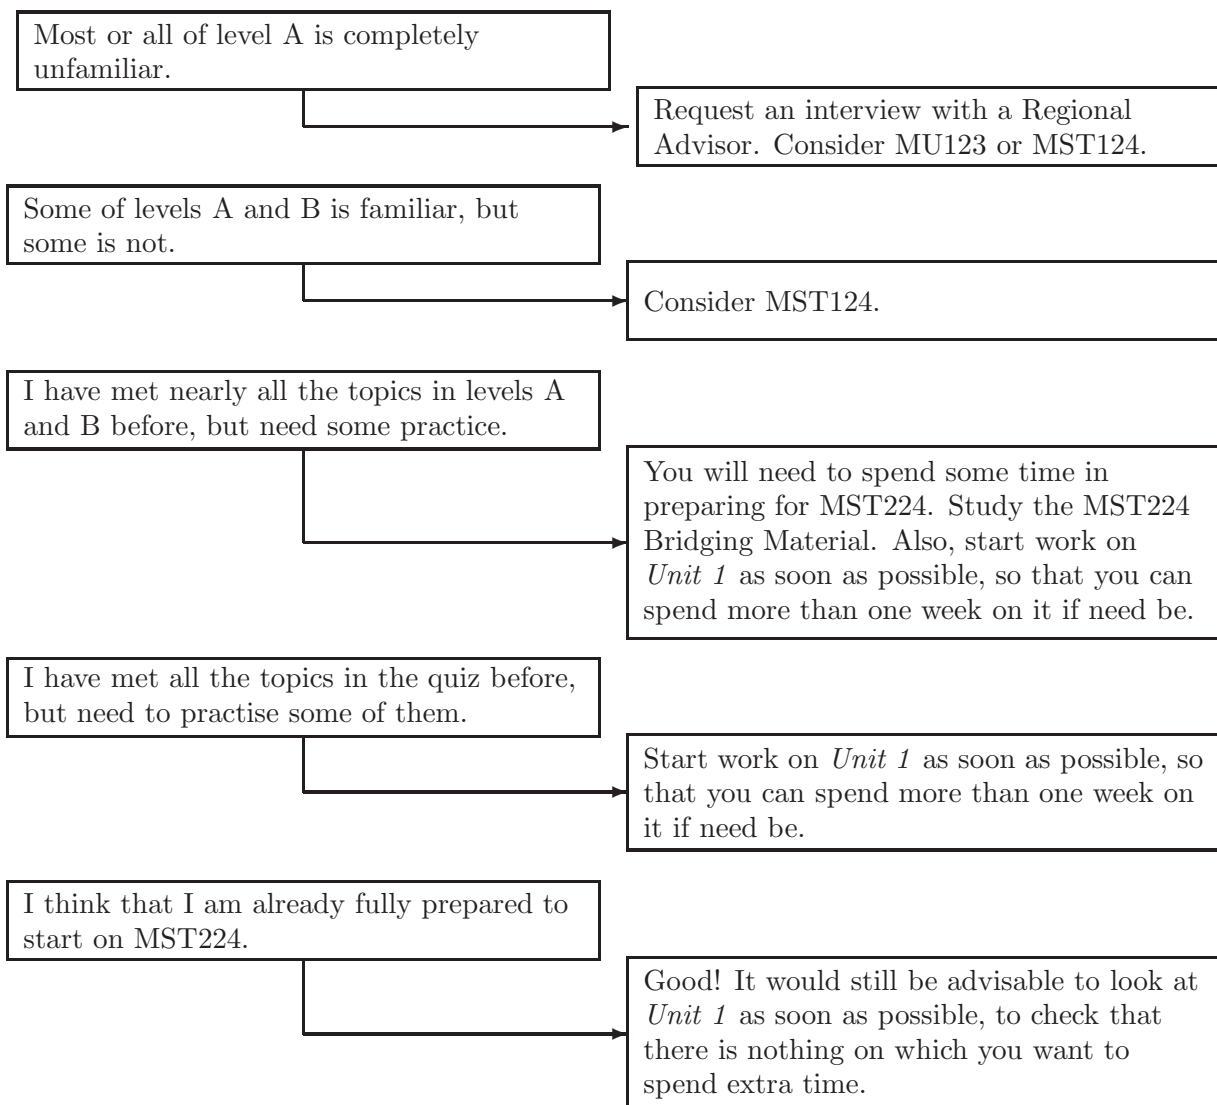 Most or all of level A is completely
unfamiliar.
Request an interview with a Regional
Advisor. Consider MU123 or MST124.
Some of levels A and B is familiar, but
some is not.
Consider MST124.
I have met nearly all the topics in levels A
and B before, but need some practice.
You will need to spend some time in
preparing for MST224. Study the MST224
Bridging Material. Also, start work on
Unit 1 as soon as possible, so that you can
spend more than one week on it if need be.
I have met all the topics in the quiz before,
but need to practise some of them.
Start work on Unit 1 as soon as possible, so
that you can spend more than one week on
it if need be.
I think that I am already fully prepared to
start on MST224.
Good! It would still be advisable to look at
Unit 1 as soon as possible, to check that
there is nothing on which you want to
spend extra time.